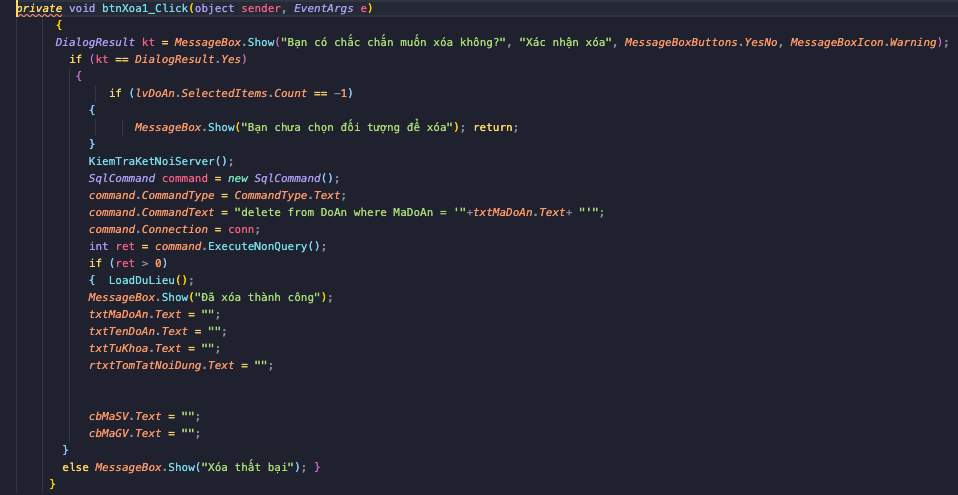 private void btnXoa1_Click(object sender, EventArgs e)
{
DialogResult kt = MessageBox.Show("Bạn có chắc chắn muốn xóa không?", "Xác nhận xóa", MessageBoxButtons.YesNo, MessageBoxIcon.Warning);
if (kt == DialogResult.Yes)
{
if (lvDoAn.SelectedItems.Count == -1)
{
MessageBox.Show("Bạn chưa chọn đối tượng để xóa"); return;
}
KiemTraKetNoiServer();
SqlCommand command = new SqlCommand();
command.CommandType = CommandType.Text;
command.CommandText = "delete from DoAn where MaDoAn = '"+txtMaDoAn.Text+ "'";
command.Connection = conn;
int ret = command.ExecuteNonQuery();
if (ret > 0)
{ LoadDuLieu();
MessageBox.Show("Đã xóa thành công");
txtMaDoAn.Text = "";
txtTenDoAn.Text = "";
txtTuKhoa.Text = "";
rtxtTomTatNoiDung.Text = "";
cbMaSV.Text = "";
cbMaGV.Text = "";
}
else MessageBox.Show("Xóa thất bại"); }
}